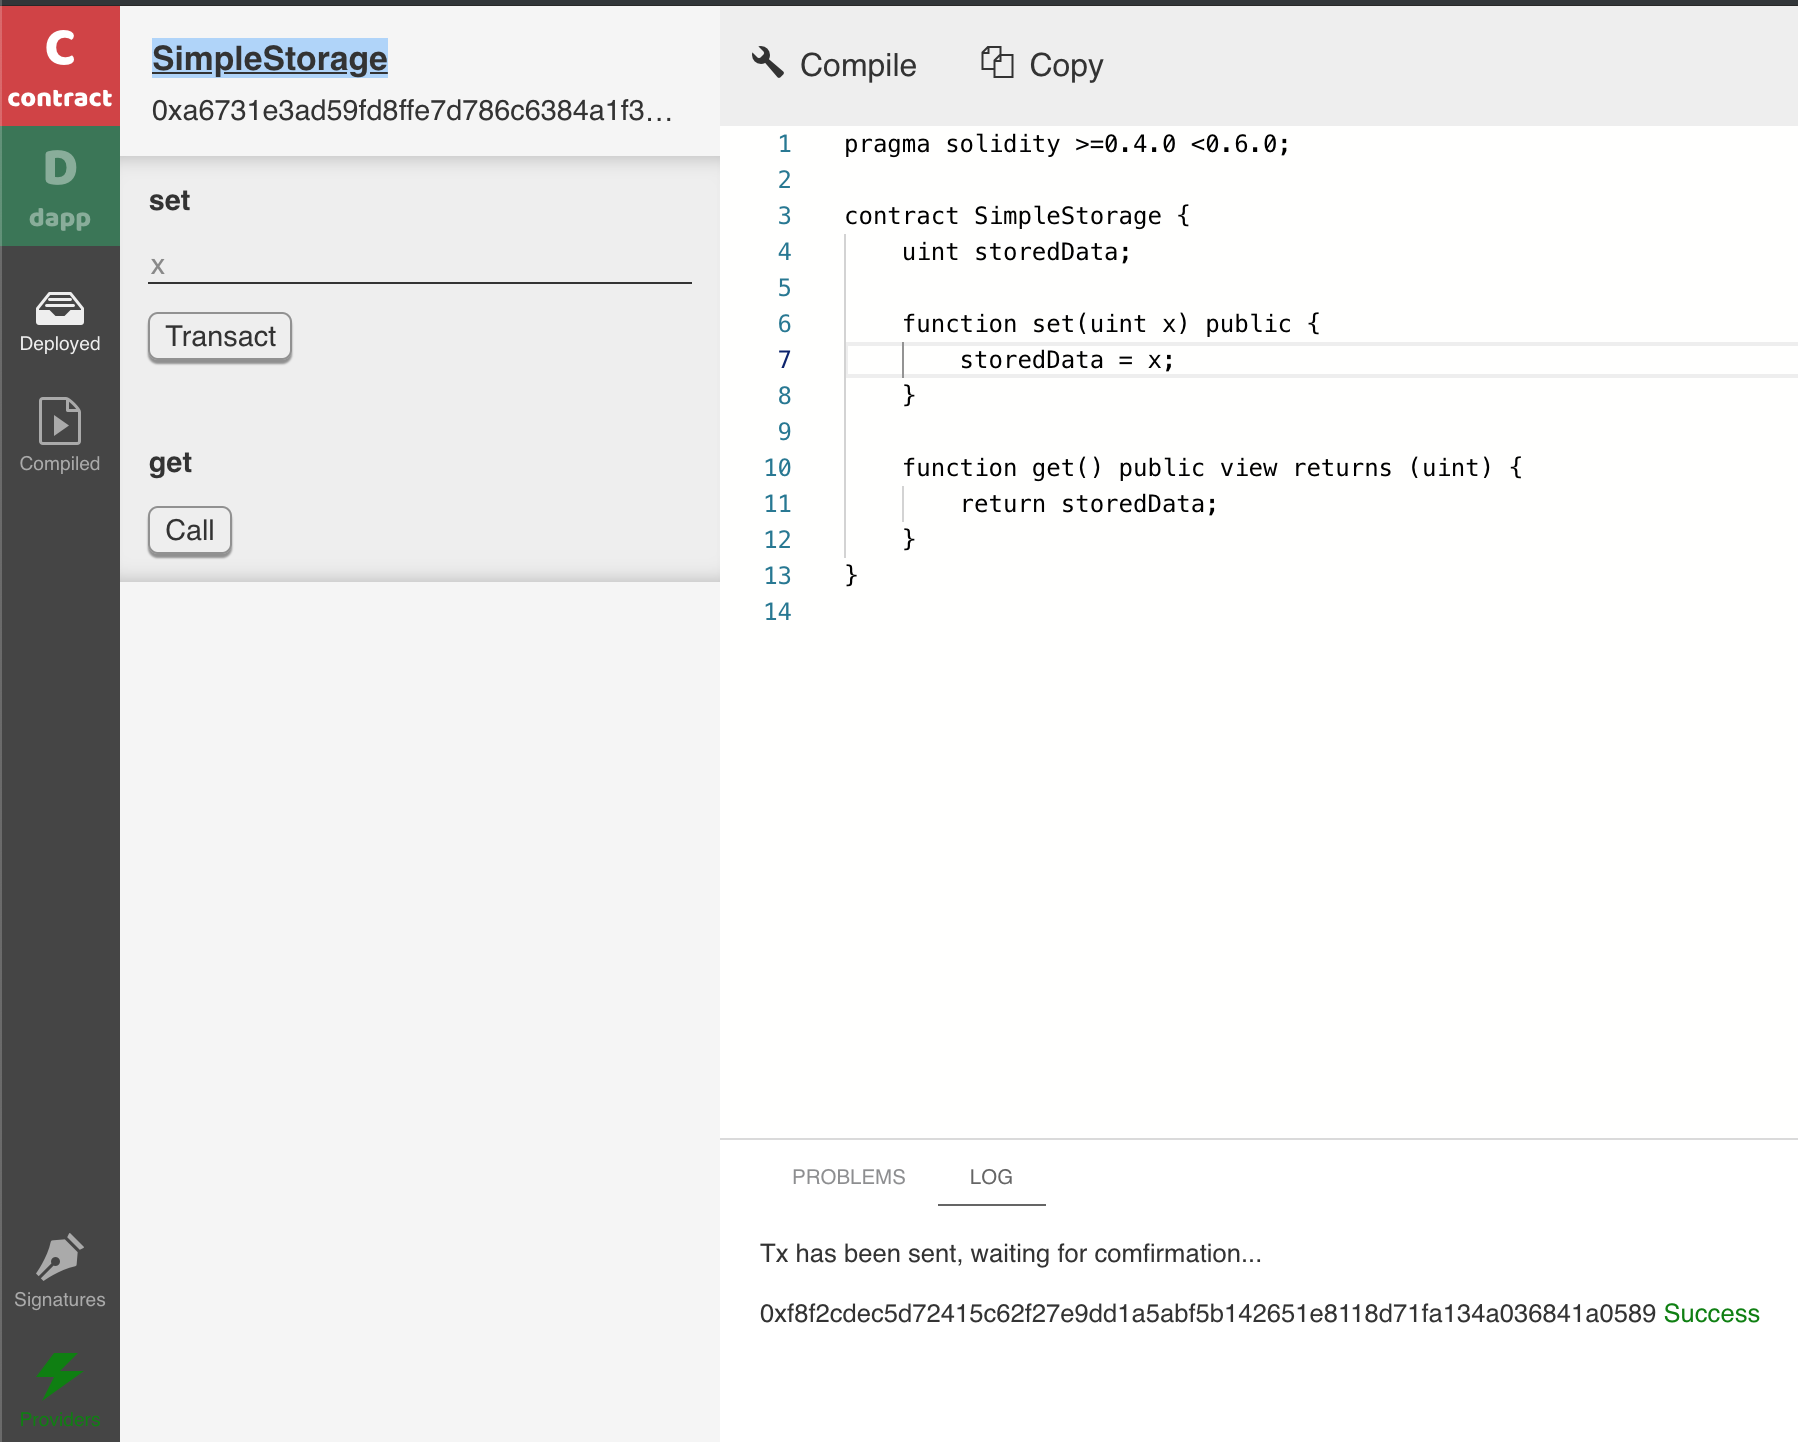 C
contract
D
dapp
Deployed
Compiled
Signatures
Providers
SimpleStorage
0xa6731e3ad59fd8ffe7d786c6384a1f3...
set
x
Transact
get
Call
Compile
Copy
1 pragma solidity >=0.4.0 <0.6.0;
2
3 contract SimpleStorage {
4     uint storedData;
5
6     function set(uint x) public {
7         storedData = x;
8     }
9
10     function get() public view returns (uint) {
11         return storedData;
12     }
13 }
14
PROBLEMS LOG
Tx has been sent, waiting for comfirmation...
0xf8f2cdec5d72415c62f27e9dd1a5abf5b142651e8118d71fa134a036841a0589 Success